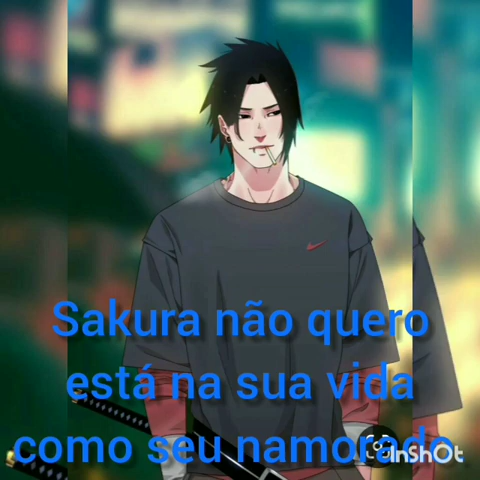 Sakura não quero
está na sua vida
como seu namorado
InShOt